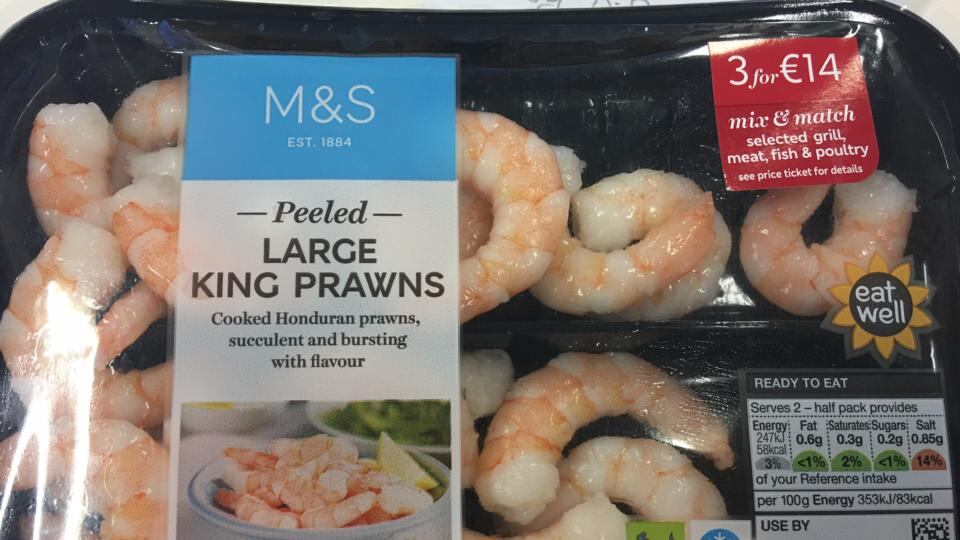 M&S
EST. 1884
Peeled
LARGE
KING PRAWNS
Cooked Honduran prawns,
succulent and bursting
with flavour
3 for €14
mix & match
selected grill,
meat, fish & poultry
see price ticket for details
eat
well
READY TO EAT
Serves 2 – half pack provides
Energy Fat Saturates Sugars Salt
247kJ 0.6g 0.3g 0.2g 0.85g
58kcal
3% <1% 2% <1% 14%
of your Reference intake
per 100g Energy 353kJ/83kcal
USE BY